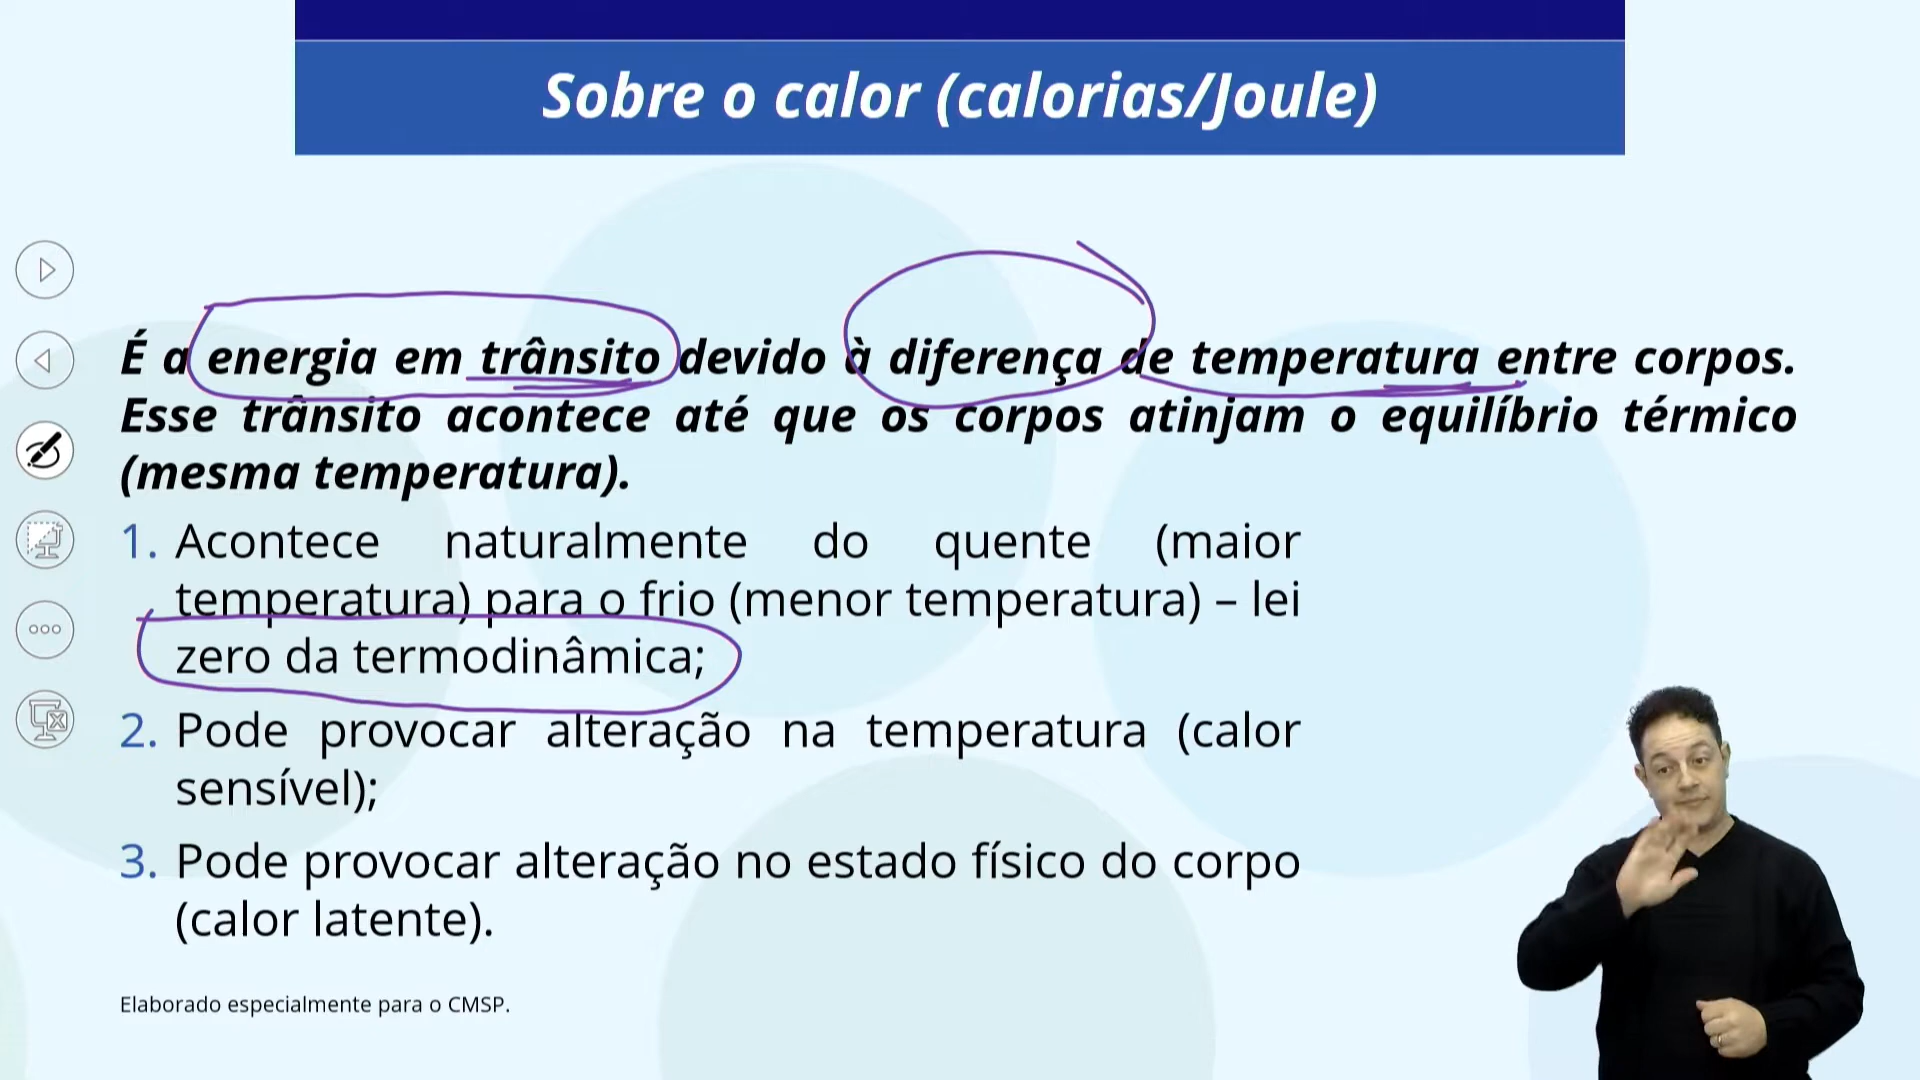 Sobre o calor (calorias/Joule)
É a energia em trânsito devido à diferença de temperatura entre corpos.
Esse trânsito acontece até que os corpos atinjam o equilíbrio térmico
(mesma temperatura).
1. Acontece naturalmente do quente (maior
temperatura) para o frio (menor temperatura) – lei
zero da termodinâmica;
2. Pode provocar alteração na temperatura (calor
sensível);
3. Pode provocar alteração no estado físico do corpo
(calor latente).
Elaborado especialmente para o CMSP.